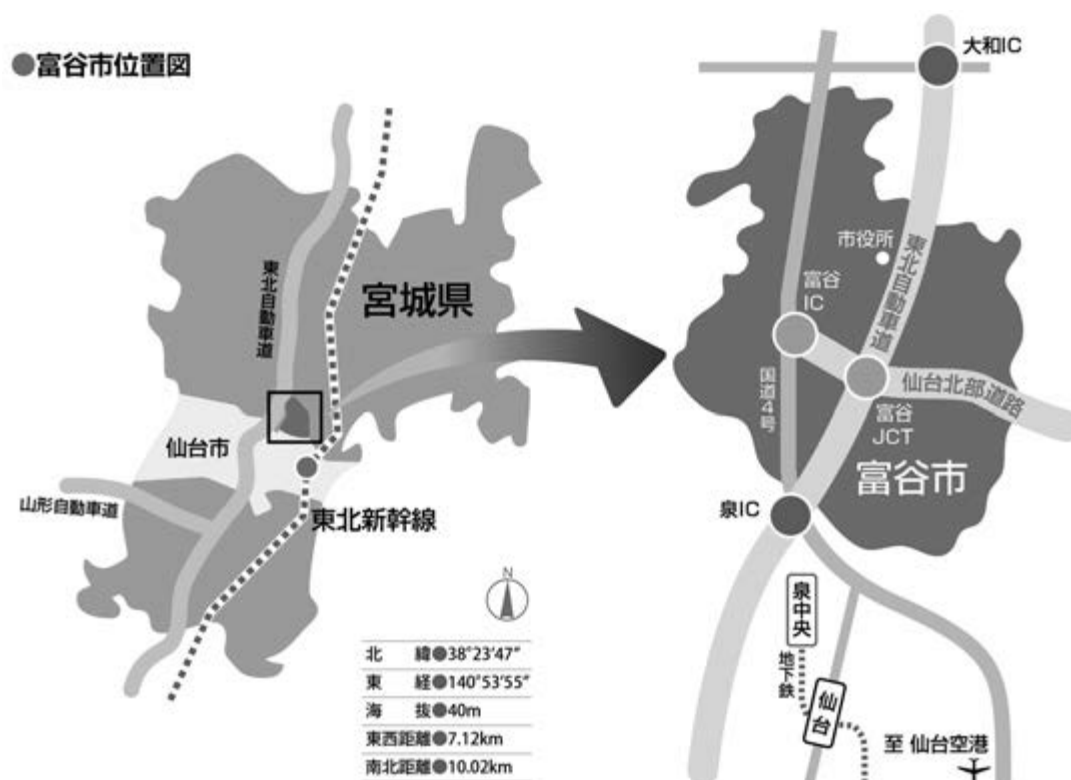 ●富谷市位置図
東北自動車道
宮城県
仙台市
山形自動車道
東北新幹線
N
北　緯●38°23'47"
東　経●140°53'55"
海　抜●40m
東西距離●7.12km
南北距離●10.02km
大和IC
市役所
東北自動車道
富谷
IC
国道4号
仙台北部道路
富谷
JCT
富谷市
泉IC
泉中央
地下鉄
仙台
至 仙台空港